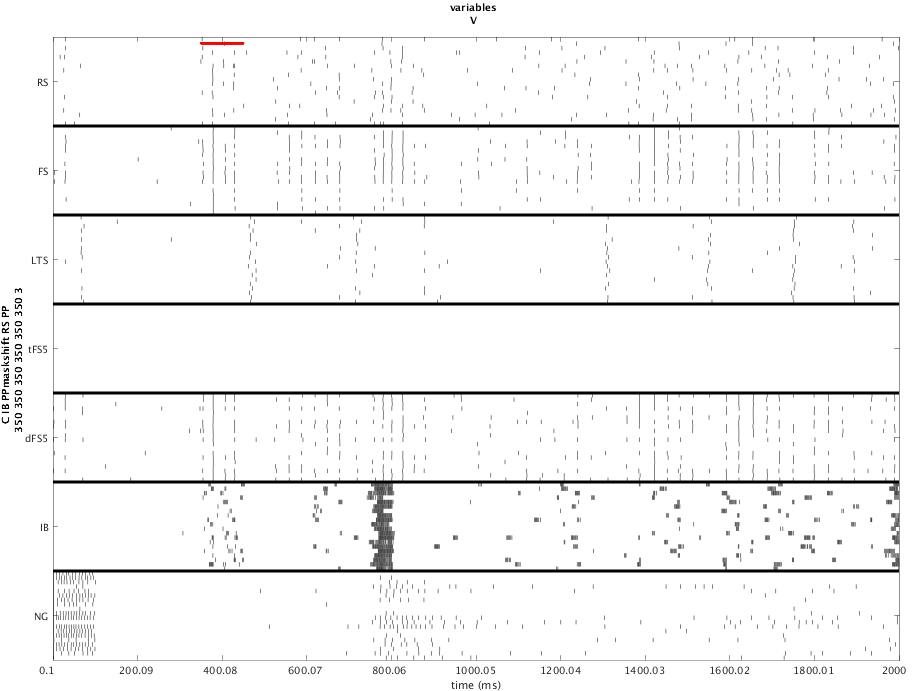 variables
V
RS
FS
LTS
tFS5
dFS5
IB
NG
C IB PPmaskshift RS PP
350 350 350 350 350 350 3
0.1 200.09 400.08 600.07 800.06 1000.05 1200.04 1400.03 1600.02 1800.01 2000
time (ms)